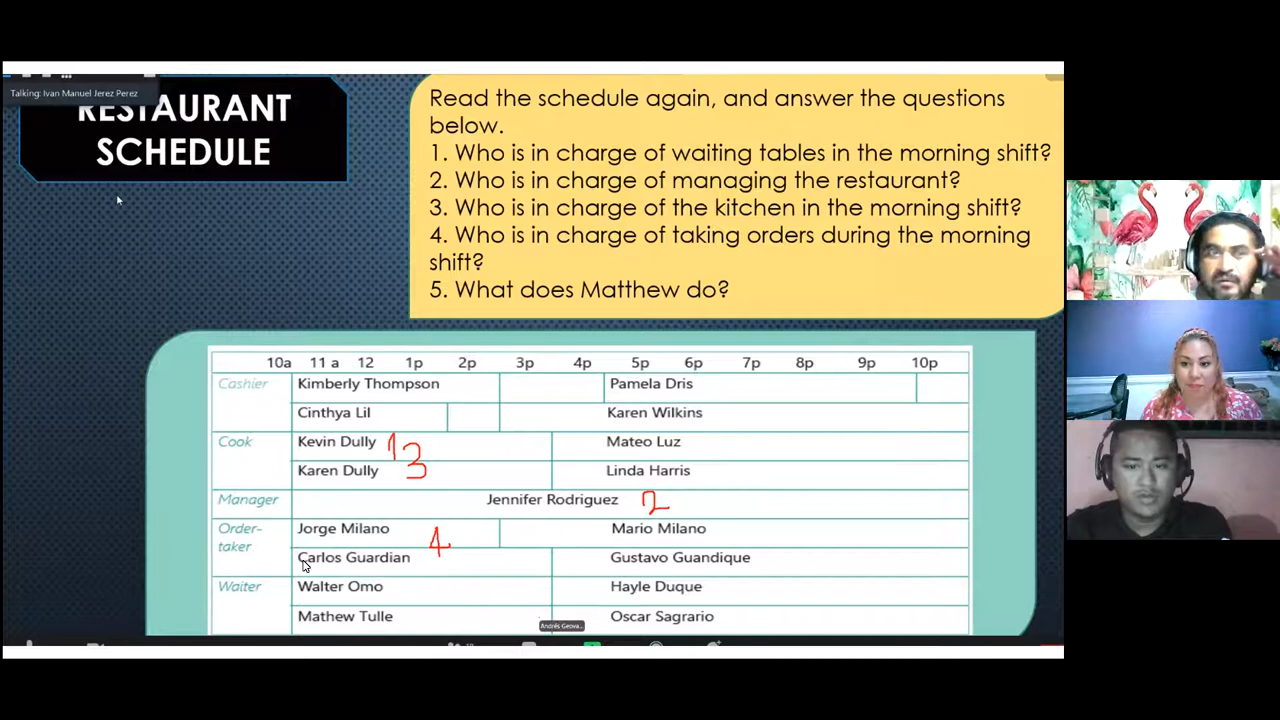 Talking: Ivan Manuel Jerez Perez
RESTAURANT
SCHEDULE
Read the schedule again, and answer the questions
below.
1. Who is in charge of waiting tables in the morning shift?
2. Who is in charge of managing the restaurant?
3. Who is in charge of the kitchen in the morning shift?
4. Who is in charge of taking orders during the morning
shift?
5. What does Matthew do?
10a 11 a 12 1p 2p 3p 4p 5p 6p 7p 8p 9p 10p
Cashier Kimberly Thompson Pamela Dris
Cinthya Lil Karen Wilkins
Cook Kevin Dully 1 Mateo Luz
Karen Dully 3 Linda Harris
Manager Jennifer Rodriguez 2
Order- Jorge Milano Mario Milano
taker 4
Carlos Guardian Gustavo Guandique
Waiter Walter Omo Hayle Duque
Mathew Tulle Oscar Sagrario
Andrés Geova...